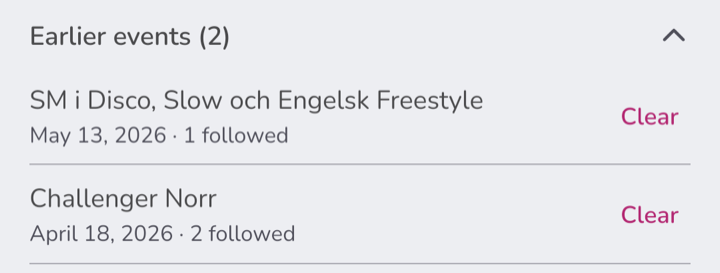 Earlier events (2)
SM i Disco, Slow och Engelsk Freestyle
May 13, 2026 · 1 followed
Clear
Challenger Norr
April 18, 2026 · 2 followed
Clear